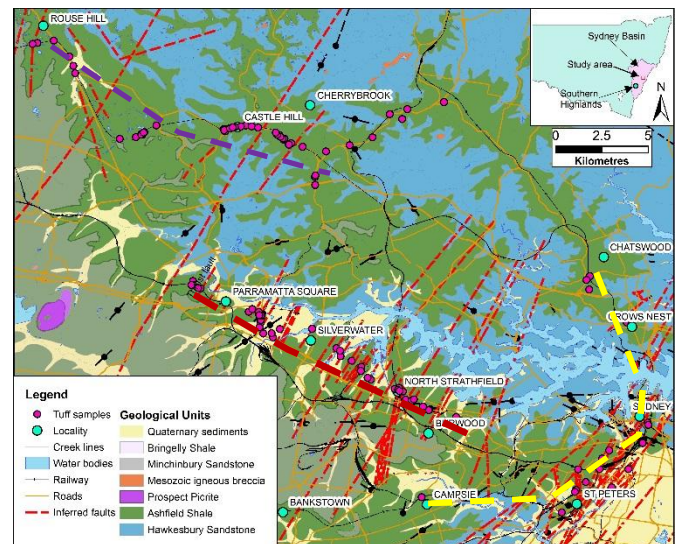 ROUSE HILL
CHERRYBROOK
CASTLE HILL
Sydney Basin
Study area
Southern
Highlands
N
0 2.5 5
Kilometres
CHATSWOOD
fault
PARRAMATTA SQUARE
CROWS NEST
SILVERWATER
NORTH STRATHFIELD
SYDNEY
BURWOOD
BANKSTOWN
CAMPSIE
ST PETERS
Legend
Tuff samples
Locality
Creek lines
Water bodies
Railway
Roads
Inferred faults
Geological Units
Quaternary sediments
Bringelly Shale
Minchinbury Sandstone
Mesozoic igneous breccia
Prospect Picrite
Ashfield Shale
Hawkesbury Sandstone